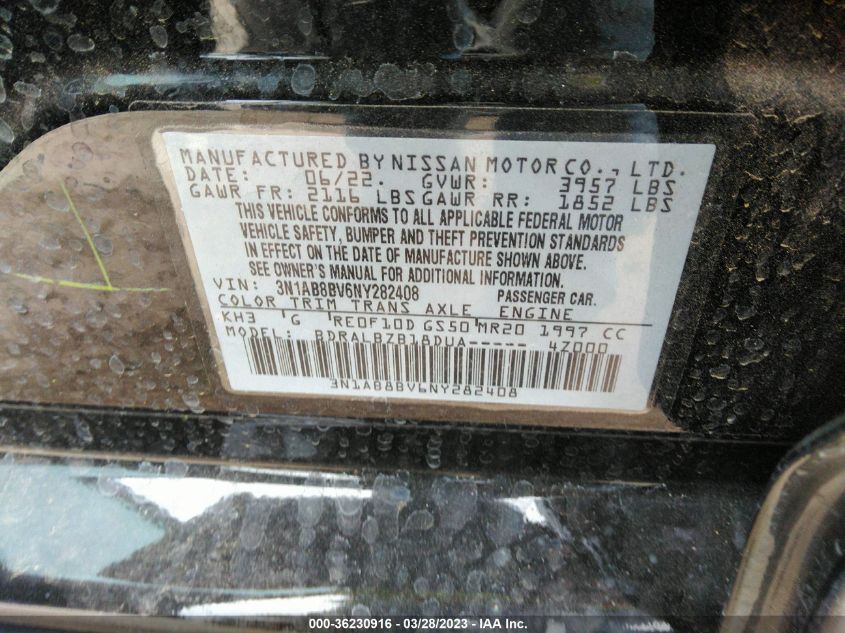 MANUFACTURED BY NISSAN MOTOR CO., LTD.
DATE: 06/22. GVWR: 3957 LBS
GAWR FR: 2116 LBS GAWR RR: 1852 LBS
THIS VEHICLE CONFORMS TO ALL APPLICABLE FEDERAL MOTOR
VEHICLE SAFETY, BUMPER AND THEFT PREVENTION STANDARDS
IN EFFECT ON THE DATE OF MANUFACTURE SHOWN ABOVE.
SEE OWNER'S MANUAL FOR ADDITIONAL INFORMATION.
VIN: 3N1AB8BV6NY282408 PASSENGER CAR.
COLOR TRIM TRANS AXLE ENGINE
KH3 G RE0F10D GS50 MR20 1997 CC
MODEL: BDRALBZB18DUA----- 4Z000
3N1AB8BV6NY282408
000-36230916 - 03/28/2023 - IAA Inc.